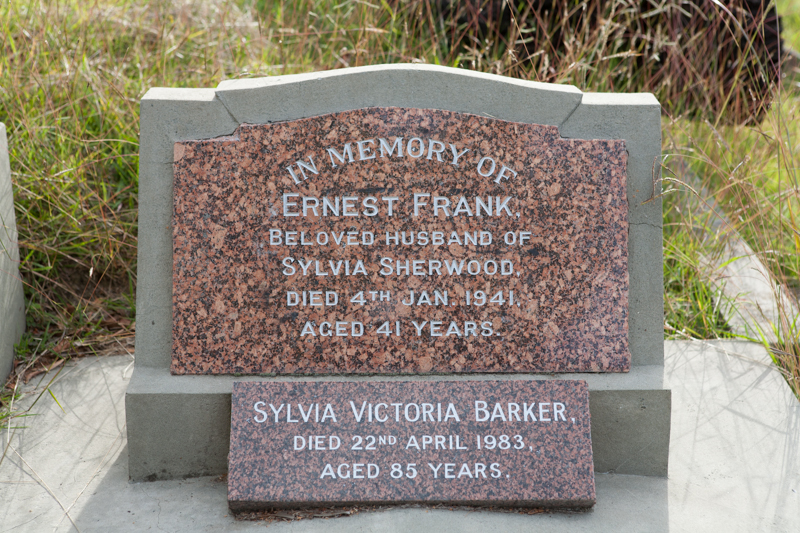 IN MEMORY OF
ERNEST FRANK,
BELOVED HUSBAND OF
SYLVIA SHERWOOD.
DIED 4TH JAN. 1941.
AGED 41 YEARS.
SYLVIA VICTORIA BARKER,
DIED 22ND APRIL 1983,
AGED 85 YEARS.